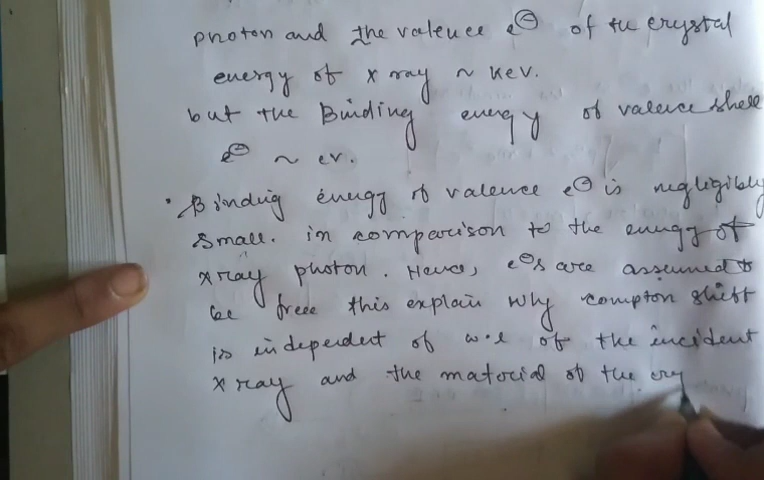 photon and the valence e⊖ of the crystal
energy of x ray ~ kev.
but the Binding energy of valence shell
e⊖ ~ ev.
• Binding energy of valence e⊖ is negligibly
small. in comparison to the energy of
x ray photon. Hence, e⊖s are assumed to
be free this explain why compton shift
is independent of w.l of the incident
x ray and the material of the cry